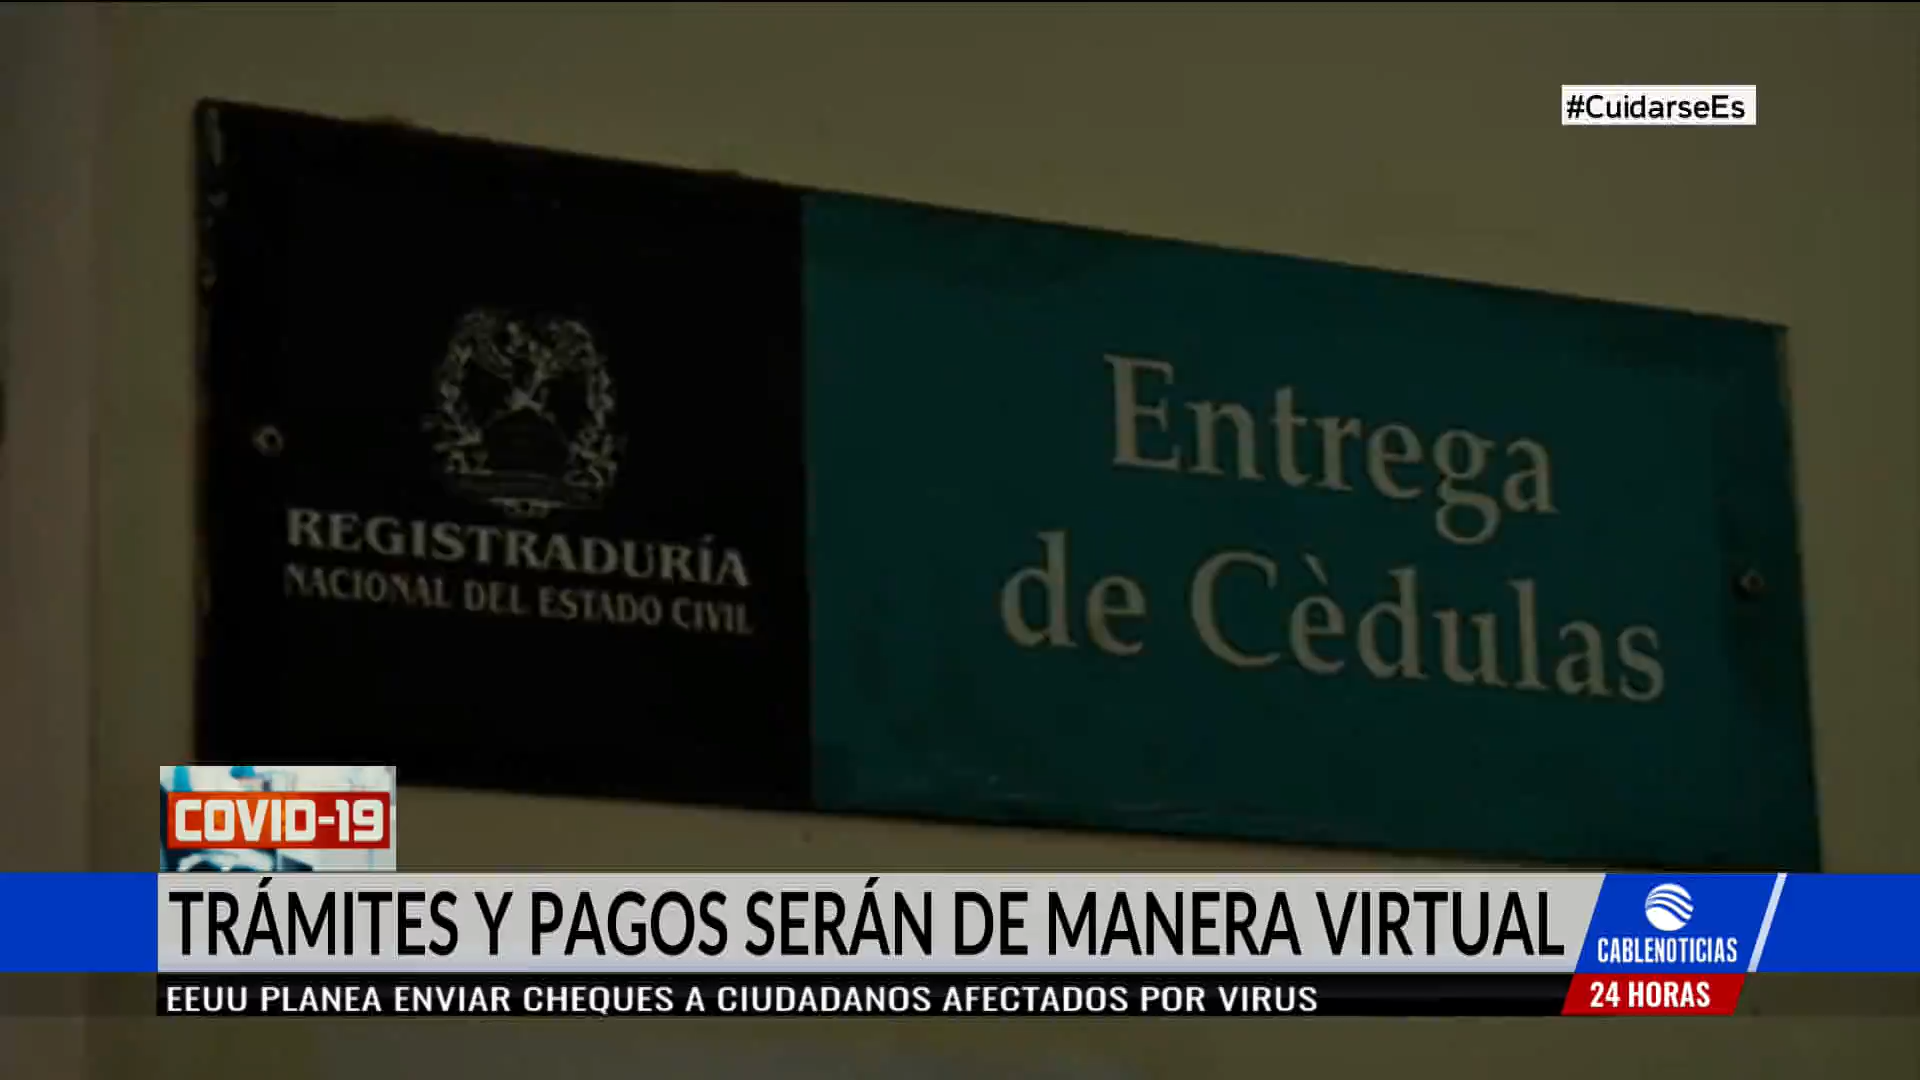 #CuidarseEs
REGISTRADURÍA
NACIONAL DEL ESTADO CIVIL
Entrega
de Cèdulas
COVID-19
TRÁMITES Y PAGOS SERÁN DE MANERA VIRTUAL
CABLENOTICIAS
EEUU PLANEA ENVIAR CHEQUES A CIUDADANOS AFECTADOS POR VIRUS
24 HORAS